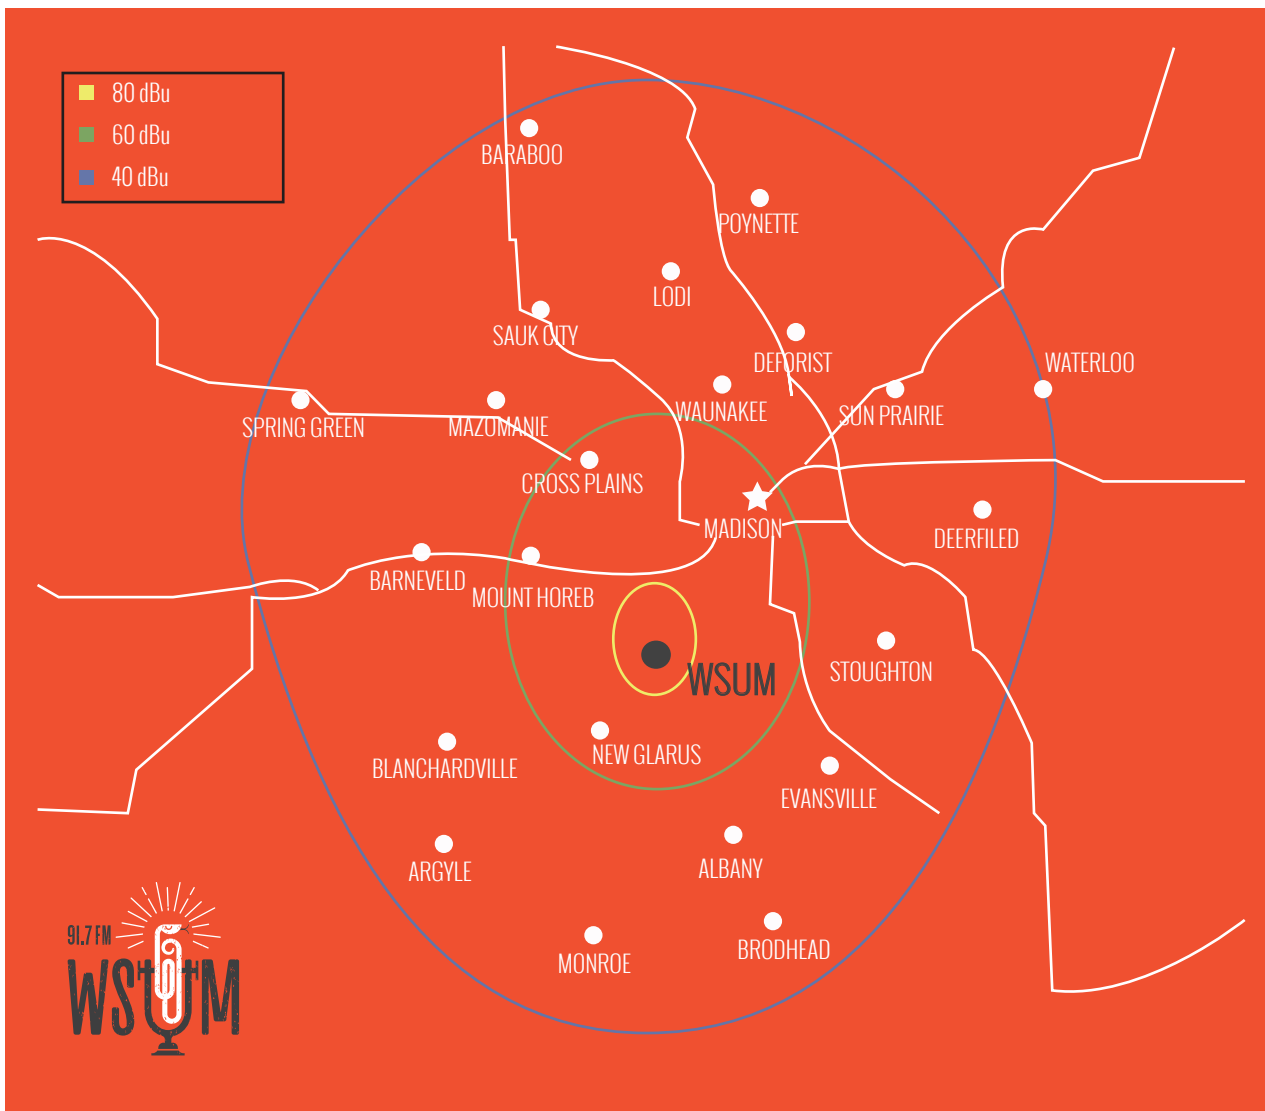 80 dBu
60 dBu
40 dBu
BARABOO
POYNETTE
LODI
SAUK CITY
DEFORIST
WATERLOO
WAUNAKEE
SUN PRAIRIE
SPRING GREEN
MAZOMANIE
CROSS PLAINS
MADISON
DEERFILED
BARNEVELD
MOUNT HOREB
WSUM
STOUGHTON
NEW GLARUS
BLANCHARDVILLE
EVANSVILLE
ARGYLE
ALBANY
BRODHEAD
MONROE
91.7 FM
WSUM